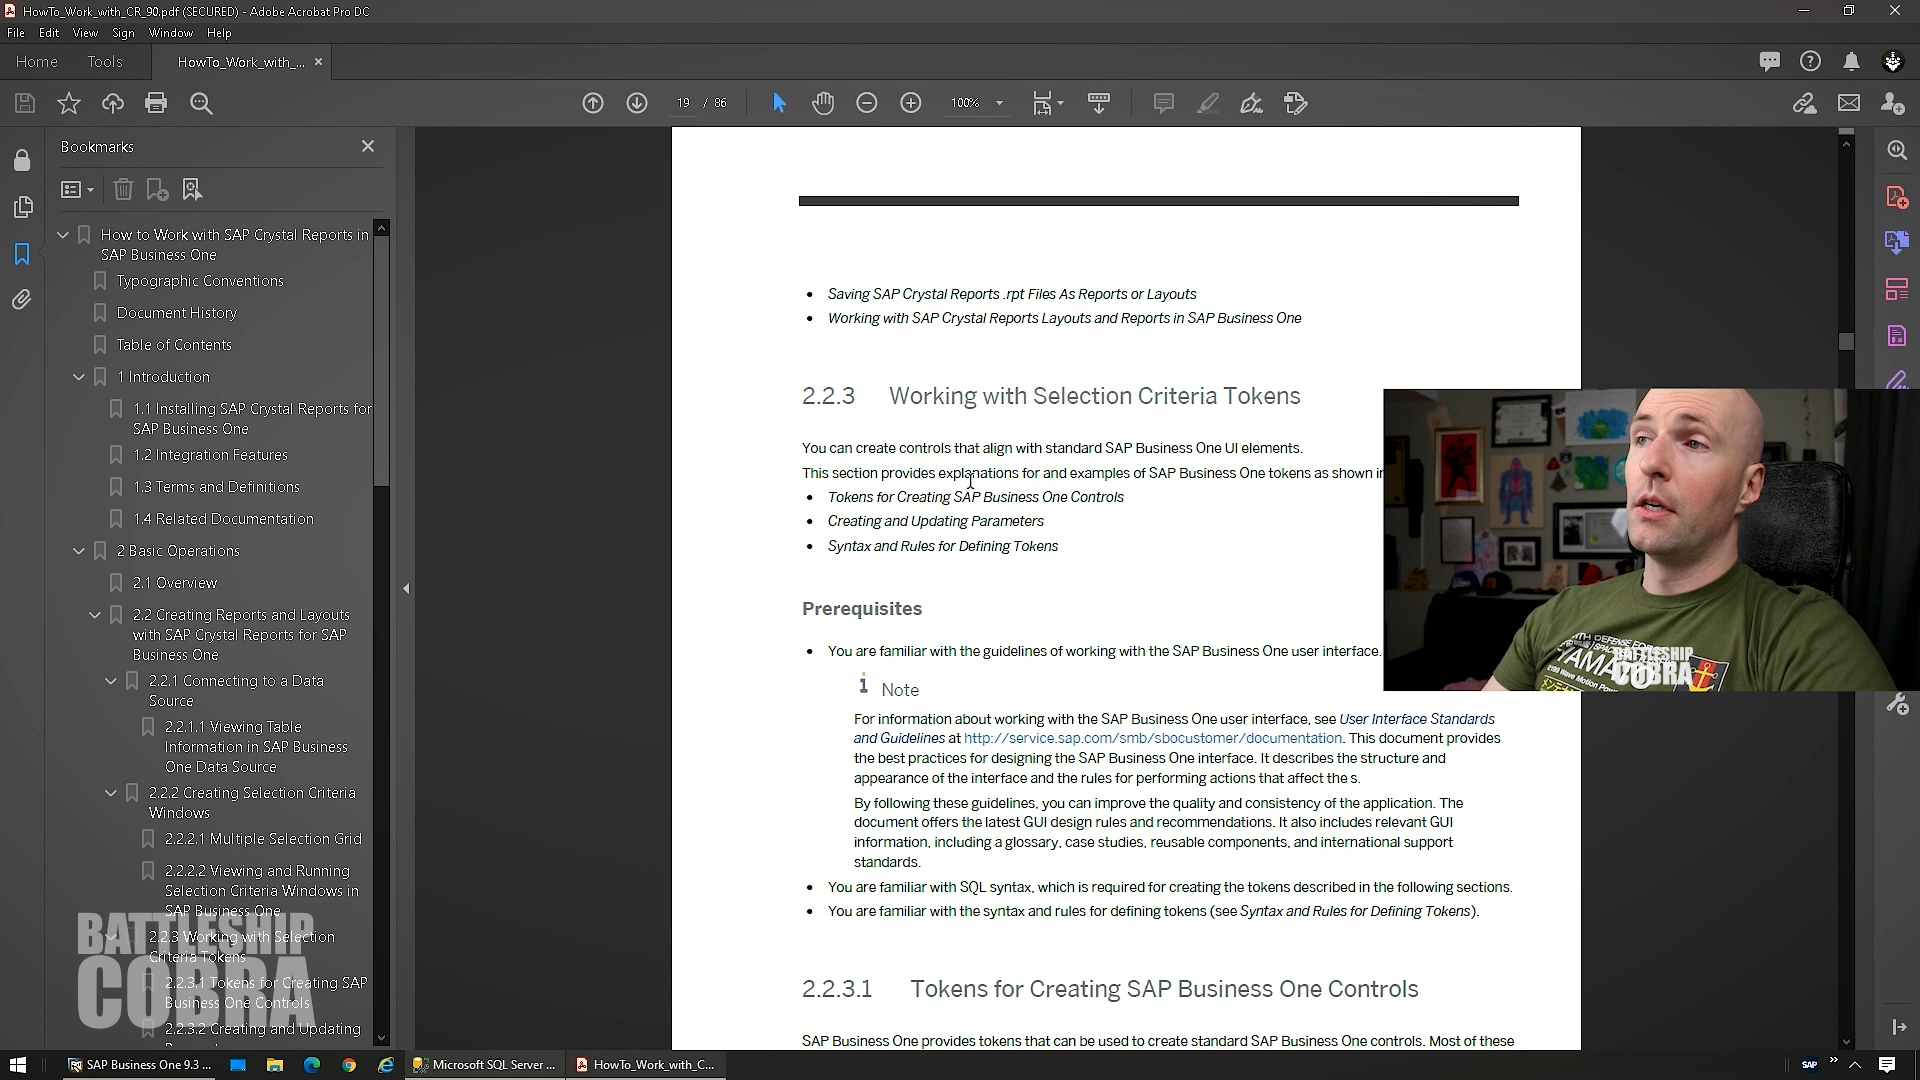 HowTo_Work_with_CR_90.pdf (SECURED) - Adobe Acrobat Pro DC
File Edit View Sign Window Help
Home Tools HowTo_Work_with_... ×
19 / 86 100%
Bookmarks
How to Work with SAP Crystal Reports in
SAP Business One
Typographic Conventions
Document History
Table of Contents
1 Introduction
1.1 Installing SAP Crystal Reports for
SAP Business One
1.2 Integration Features
1.3 Terms and Definitions
1.4 Related Documentation
2 Basic Operations
2.1 Overview
2.2 Creating Reports and Layouts
with SAP Crystal Reports for SAP
Business One
2.2.1 Connecting to a Data
Source
2.2.1.1 Viewing Table
Information in SAP Business
One Data Source
2.2.2 Creating Selection Criteria
Windows
2.2.2.1 Multiple Selection Grid
2.2.2.2 Viewing and Running
Selection Criteria Windows in
SAP Business One
2.2.3 Working with Selection
Criteria Tokens
2.2.3.1 Tokens for Creating SAP
Business One Controls
2.2.3.2 Creating and Updating
BATTLESHIP
COBRA
• Saving SAP Crystal Reports .rpt Files As Reports or Layouts
• Working with SAP Crystal Reports Layouts and Reports in SAP Business One
2.2.3 Working with Selection Criteria Tokens
You can create controls that align with standard SAP Business One UI elements.
This section provides explanations for and examples of SAP Business One tokens as shown in
• Tokens for Creating SAP Business One Controls
• Creating and Updating Parameters
• Syntax and Rules for Defining Tokens
Prerequisites
• You are familiar with the guidelines of working with the SAP Business One user interface.
Note
For information about working with the SAP Business One user interface, see User Interface Standards
and Guidelines at http://service.sap.com/smb/sbocustomer/documentation. This document provides
the best practices for designing the SAP Business One interface. It describes the structure and
appearance of the interface and the rules for performing actions that affect the s.
By following these guidelines, you can improve the quality and consistency of the application. The
document offers the latest GUI design rules and recommendations. It also includes relevant GUI
information, including a glossary, case studies, reusable components, and international support
standards.
• You are familiar with SQL syntax, which is required for creating the tokens described in the following sections.
• You are familiar with the syntax and rules for defining tokens (see Syntax and Rules for Defining Tokens).
2.2.3.1 Tokens for Creating SAP Business One Controls
SAP Business One provides tokens that can be used to create standard SAP Business One controls. Most of these
BATTLESHIP
COBRA
SAP Business One 9.3 ... Microsoft SQL Server ... HowTo_Work_with_C... SAP